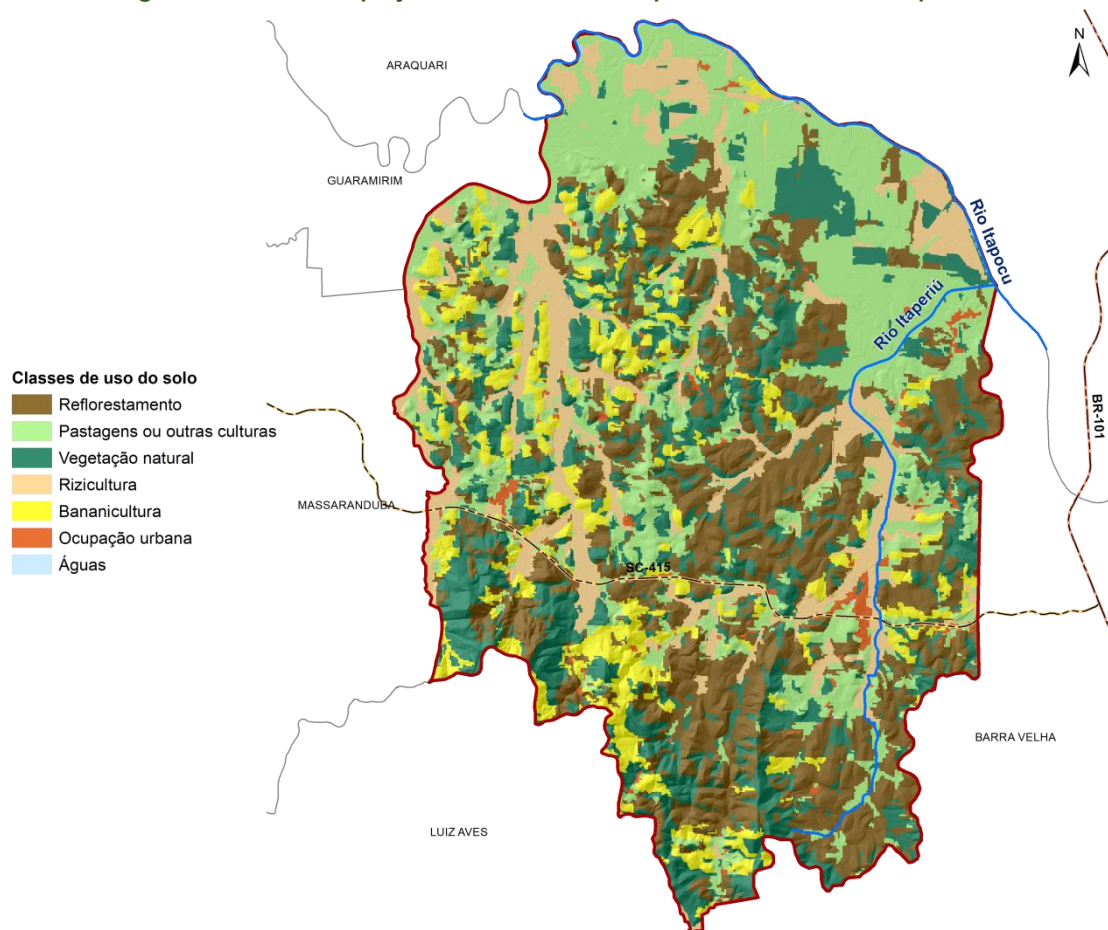 N
ARAQUARI
GUARAMIRIM
Rio Itapocu
Rio Itaperiú
Classes de uso do solo
Reflorestamento
Pastagens ou outras culturas
Vegetação natural
Rizicultura
Bananicultura
Ocupação urbana
Águas
BR-101
MASSARANDUBA
SC-415
BARRA VELHA
LUIZ AVES